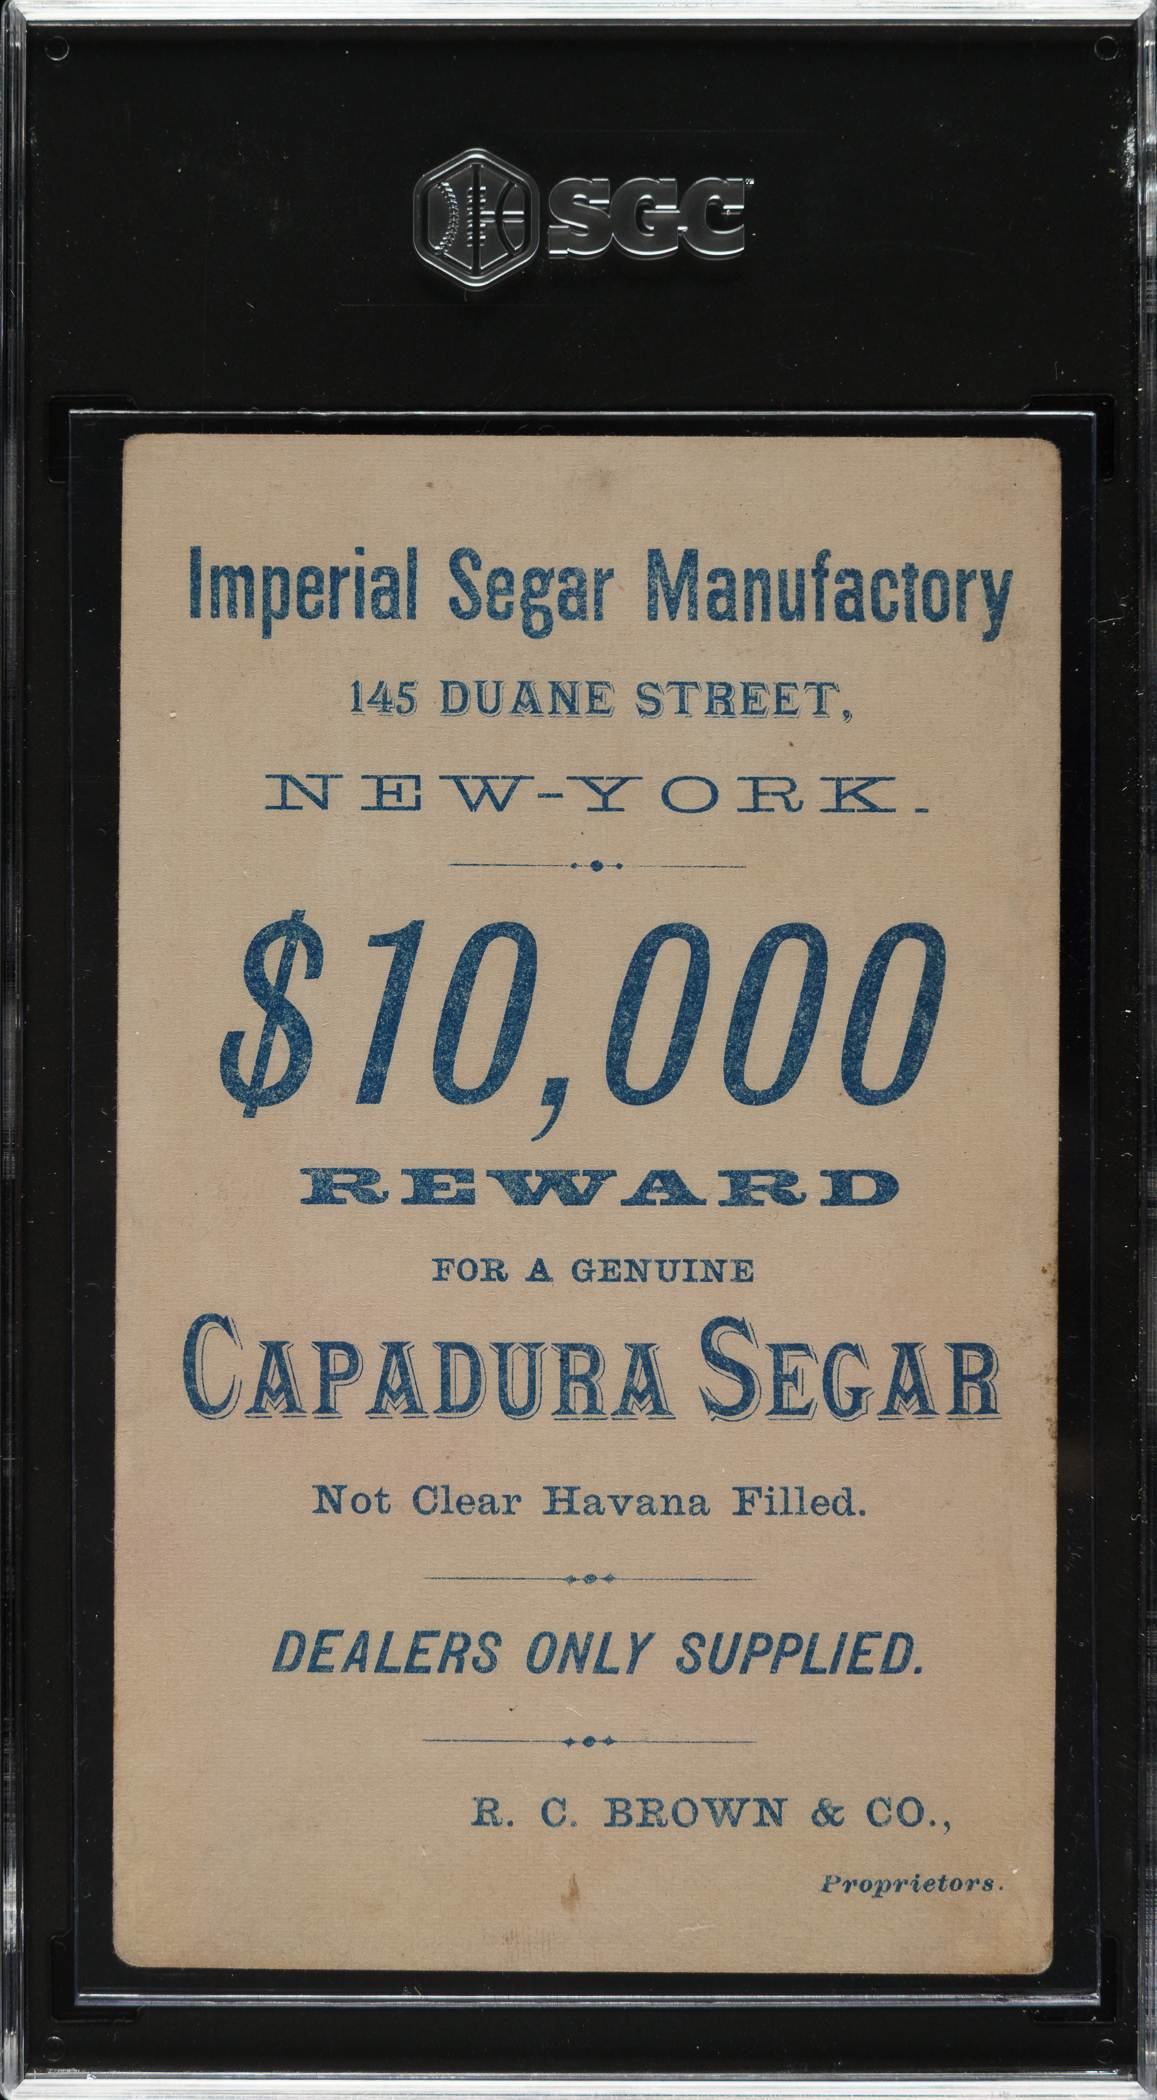 SGC
Imperial Segar Manufactory
145 DUANE STREET,
NEW-YORK.
$10,000
REWARD
FOR A GENUINE
CAPADURA SEGAR
Not Clear Havana Filled.
DEALERS ONLY SUPPLIED.
R. C. BROWN & CO.,
Proprietors.